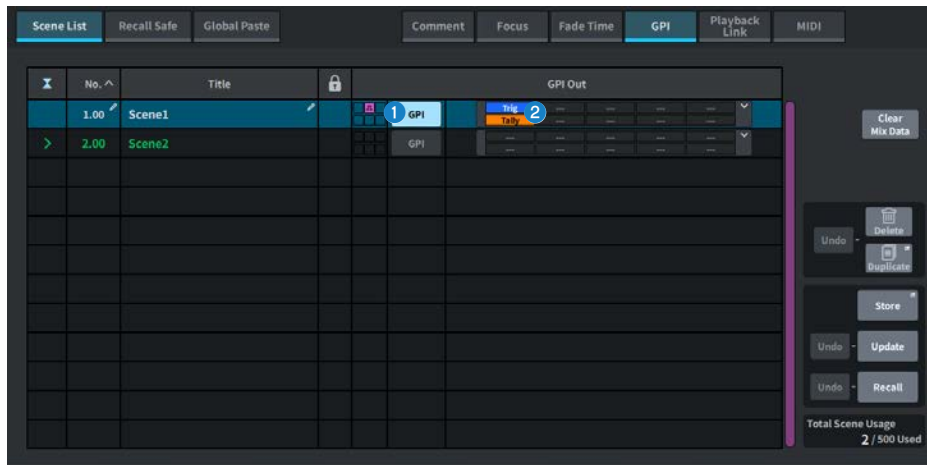 Scene List
Recall Safe
Global Paste
Comment
Focus
Fade Time
GPI
Playback
Link
MIDI
No.
Title
GPI Out
1.00
Scene1
1
GPI
Trig
Tally
2
--- --- --- ---
--- --- --- ---
Clear
Mix Data
> 2.00
Scene2
GPI
--- --- --- --- ---
--- --- --- --- ---
Delete
Undo
Duplicate
Store
Undo
Update
Undo
Recall
Total Scene Usage
2 / 500 Used